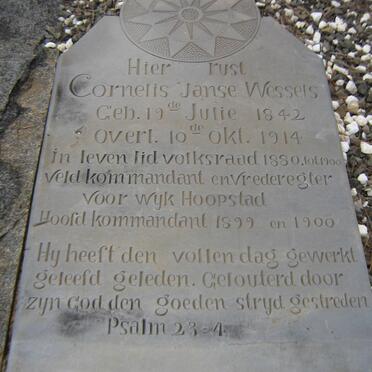 Hier rust
Cornelis Janse Wessels
Geb. 19de Julie 1842
overl. 10de Okt. 1914
in leven lid volksraad 1880 tot 1900
veld kommandant en vrederegter
voor wyk Hoopstad
Hoofd kommandant 1899 en 1900
Hy heeft den vollen dag gewerkt
geleefd geleden. Gelouterd door
zyn God den goeden stryd gestreden
Psalm 23-4